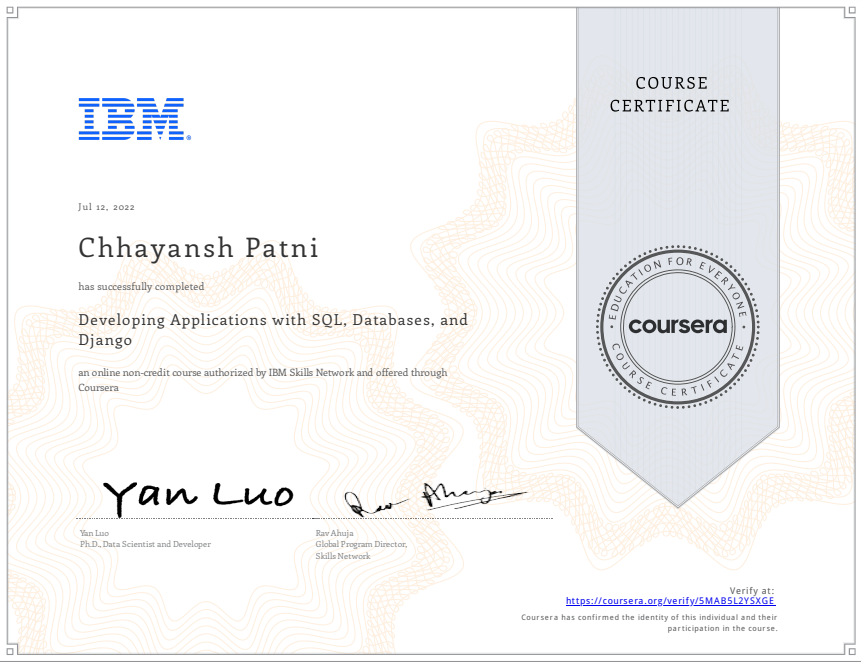 COURSE
CERTIFICATE
IBM®
Jul 12, 2022
Chhayansh Patni
has successfully completed
Developing Applications with SQL, Databases, and
Django
an online non-credit course authorized by IBM Skills Network and offered through
Coursera
EDUCATION FOR EVERYONE
coursera
COURSE CERTIFICATE
Yan Luo
Rav Ahuja
Yan Luo
Ph.D., Data Scientist and Developer
Rav Ahuja
Global Program Director,
Skills Network
Verify at:
https://coursera.org/verify/5MAB5L2YSXGE
Coursera has confirmed the identity of this individual and their
participation in the course.